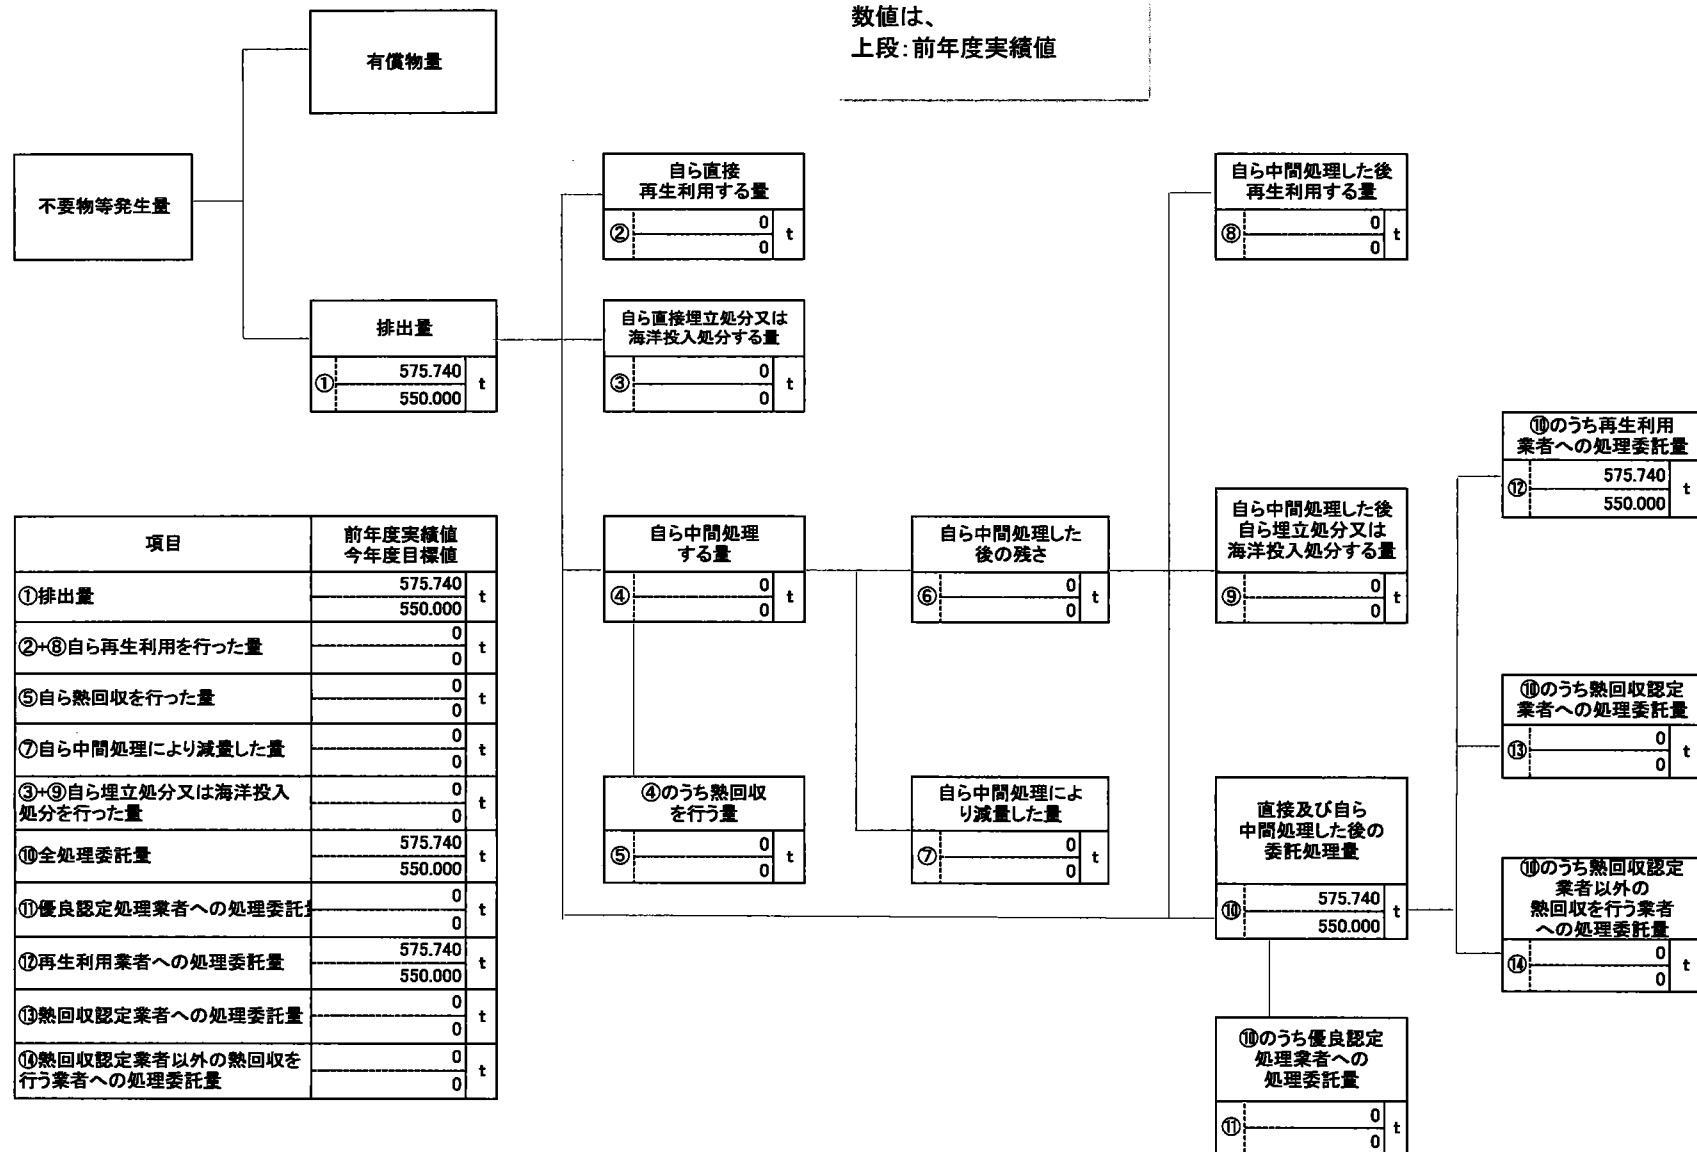 数値は、
上段：前年度実績値
有償物量
不要物等発生量
排出量
① 575.740 t
550.000
自ら直接
再生利用する量
② 0 t
0
自ら直接埋立処分又は
海洋投入処分する量
③ 0 t
0
自ら中間処理
する量
④ 0 t
0
④のうち熱回収
を行う量
⑤ 0 t
0
自ら中間処理した
後の残さ
⑥ 0 t
0
自ら中間処理によ
り減量した量
⑦ 0 t
0
自ら中間処理した後
再生利用する量
⑧ 0 t
0
自ら中間処理した後
自ら埋立処分又は
海洋投入処分する量
⑨ 0 t
0
直接及び自ら
中間処理した後の
委託処理量
⑩ 575.740 t
550.000
⑩のうち優良認定
処理業者への
処理委託量
⑪ 0 t
0
⑩のうち再生利用
業者への処理委託量
⑫ 575.740 t
550.000
⑩のうち熱回収認定
業者への処理委託量
⑬ 0 t
0
⑩のうち熱回収認定
業者以外の
熱回収を行う業者
への処理委託量
⑭ 0 t
0
項目 前年度実績値
今年度目標値
①排出量 575.740 t
550.000
②+⑧自ら再生利用を行った量 0 t
0
⑤自ら熱回収を行った量 0 t
0
⑦自ら中間処理により減量した量 0 t
0
③+⑨自ら埋立処分又は海洋投入 0 t
処分を行った量 0
⑩全処理委託量 575.740 t
550.000
⑪優良認定処理業者への処理委託 0 t
0
⑫再生利用業者への処理委託量 575.740 t
550.000
⑬熱回収認定業者への処理委託量 0 t
0
⑭熱回収認定業者以外の熱回収を 0 t
行う業者への処理委託量 0